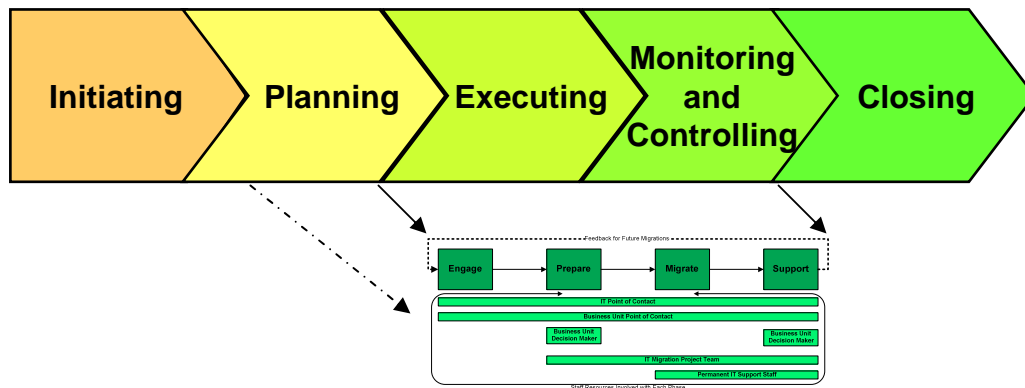 Initiating
Planning
Executing
Monitoring
and
Controlling
Closing
Feedback for Future Migrations
Engage
Prepare
Migrate
Support
IT Point of Contact
Business Unit Point of Contact
Business Unit
Decision Maker
Business Unit
Decision Maker
IT Migration Project Team
Permanent IT Support Staff
Staff Resources Involved with Each Phase